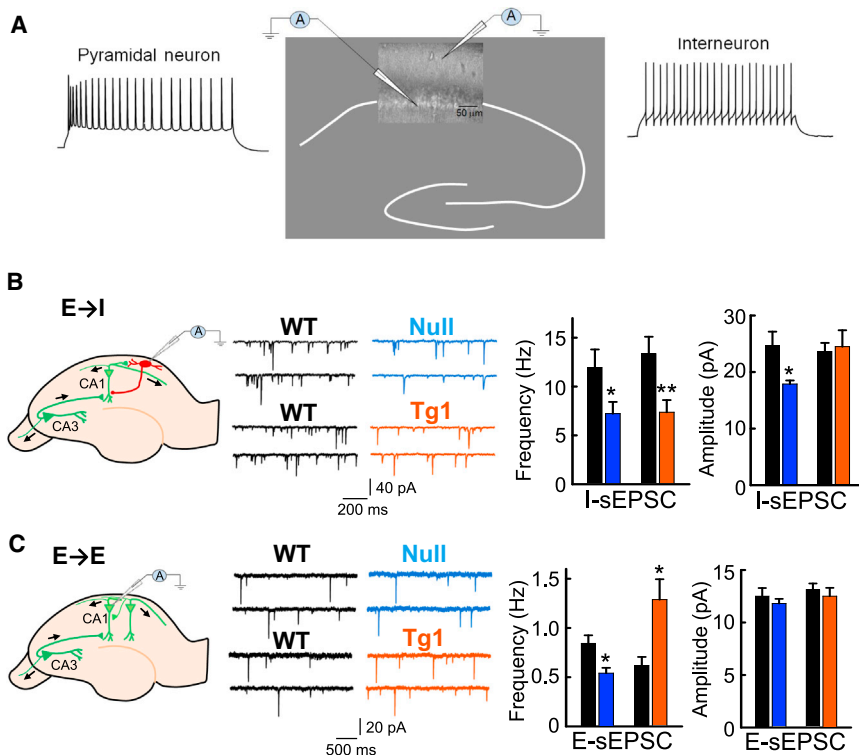 A
A
A
Pyramidal neuron
Interneuron
50 μm
B
E→I
A
CA1
CA3
WT
Null
WT
Tg1
40 pA
200 ms
Frequency (Hz)
15
10
5
0
*
**
I-sEPSC
Amplitude (pA)
30
20
10
0
*
I-sEPSC
C
E→E
A
CA1
CA3
WT
Null
WT
Tg1
20 pA
500 ms
Frequency (Hz)
1.5
1.0
0.5
0
*
*
E-sEPSC
Amplitude (pA)
15
10
5
0
E-sEPSC